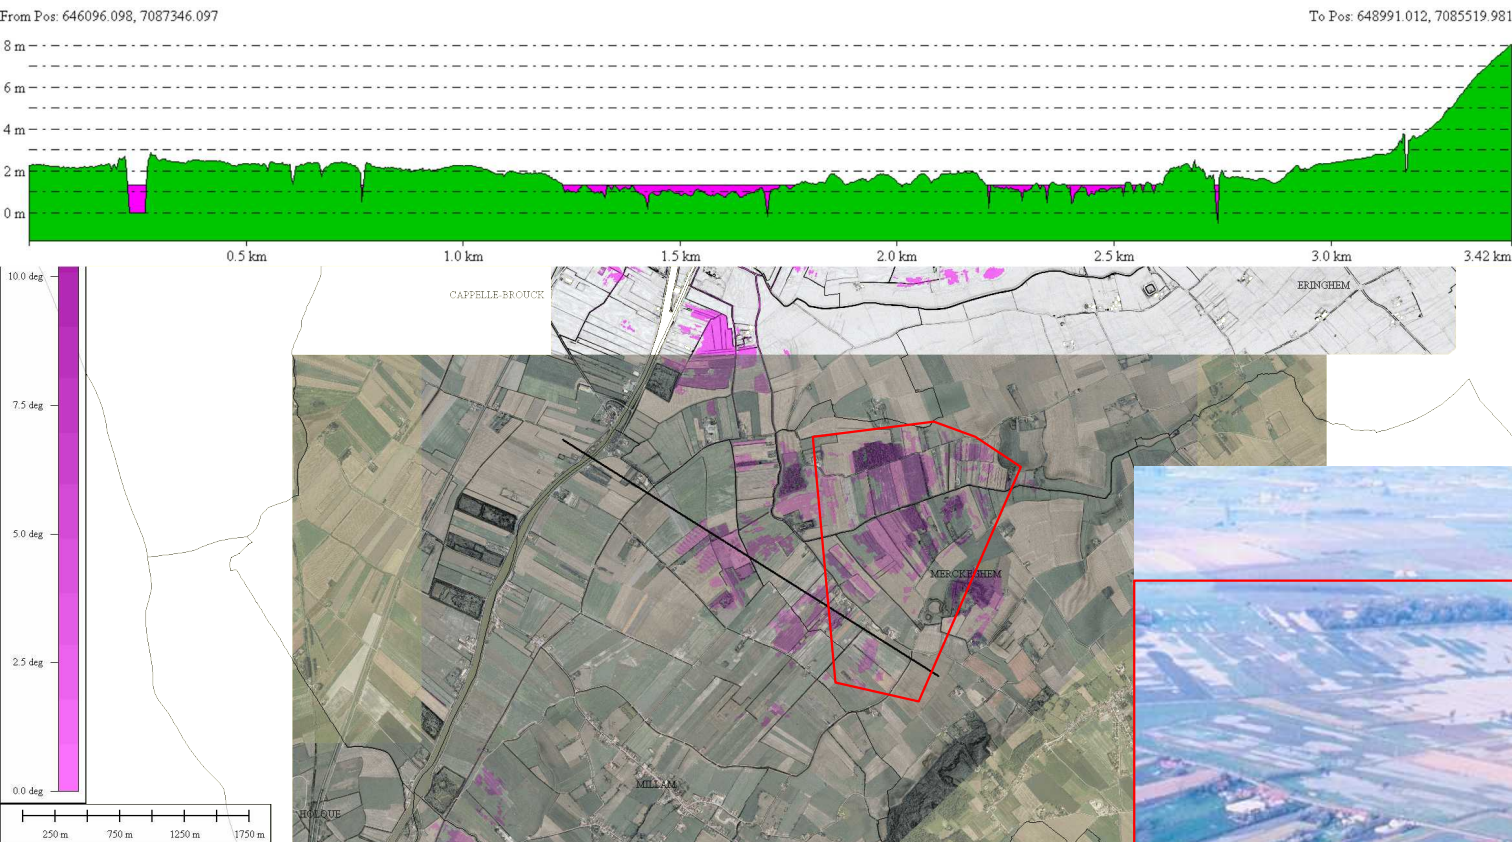 From Pos: 646096.098, 7087346.097
To Pos: 648991.012, 7085519.981
8 m
6 m
4 m
2 m
0 m
0.5 km
1.0 km
1.5 km
2.0 km
2.5 km
3.0 km
3.42 km
10.0 deg
CAPPELLE-BROUCK
ERINGHEM
7.5 deg
5.0 deg
MERCKEGHEM
2.5 deg
MILLAM
0.0 deg
HOLQUE
250 m
750 m
1250 m
1750 m